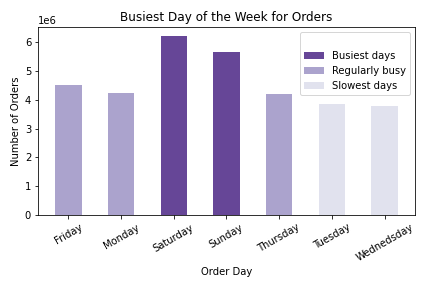 Busiest Day of the Week for Orders
1e6
6
5
4
3
2
1
0
Number of Orders
Busiest days
Regularly busy
Slowest days
Friday
Monday
Saturday
Sunday
Thursday
Tuesday
Wednedsday
Order Day